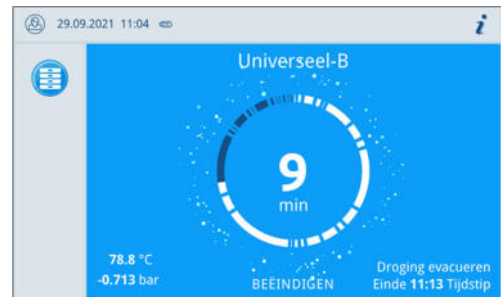 29.09.2021 11:04
i
Universeel-B
9
min
78.8 °C
-0.713 bar
BEËINDIGEN
Droging evacueren
Einde 11:13 Tijdstip